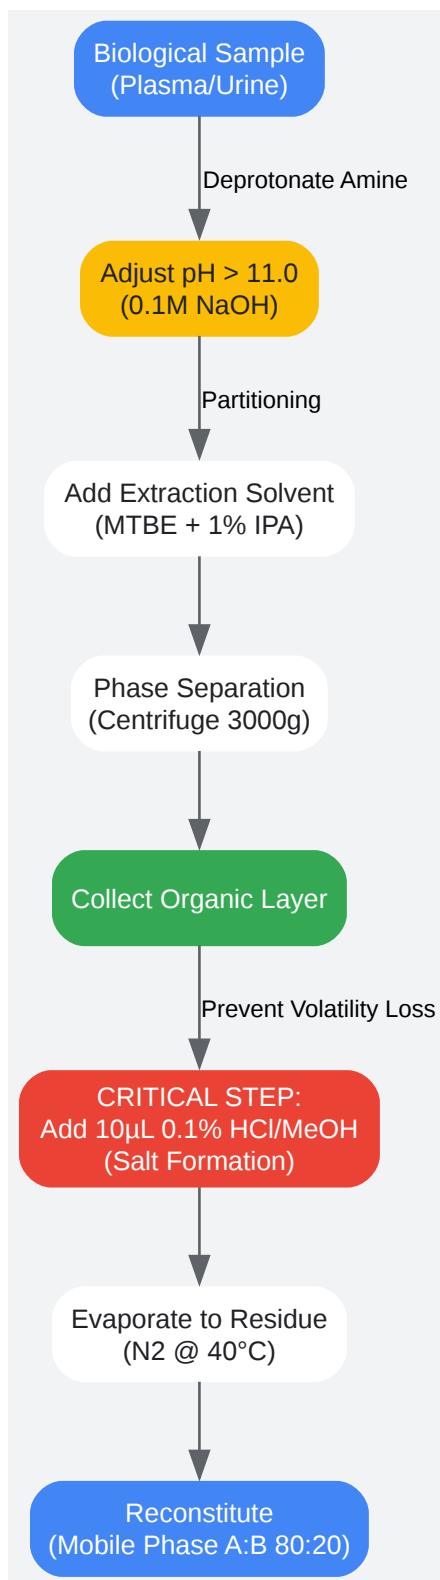 Biological Sample
(Plasma/Urine)
Deprotonate Amine
Adjust pH > 11.0
(0.1M NaOH)
Partitioning
Add Extraction Solvent
(MTBE + 1% IPA)
Phase Separation
(Centrifuge 3000g)
Collect Organic Layer
Prevent Volatility Loss
CRITICAL STEP:
Add 10µL 0.1% HCl/MeOH
(Salt Formation)
Evaporate to Residue
(N2 @ 40°C)
Reconstitute
(Mobile Phase A:B 80:20)